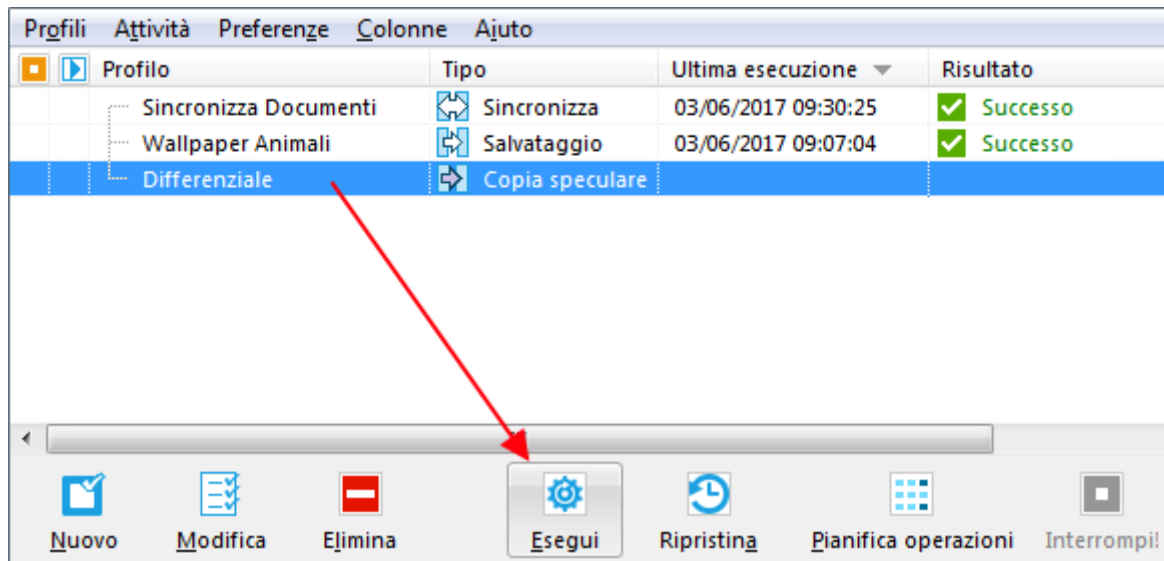 Profili Attività Preferenze Colonne Aiuto
Profilo Tipo Ultima esecuzione Risultato
Sincronizza Documenti Sincronizza 03/06/2017 09:30:25 Successo
Wallpaper Animali Salvataggio 03/06/2017 09:07:04 Successo
Differenziale Copia speculare
Nuovo Modifica Elimina Esegui Ripristina Pianifica operazioni Interrompi!